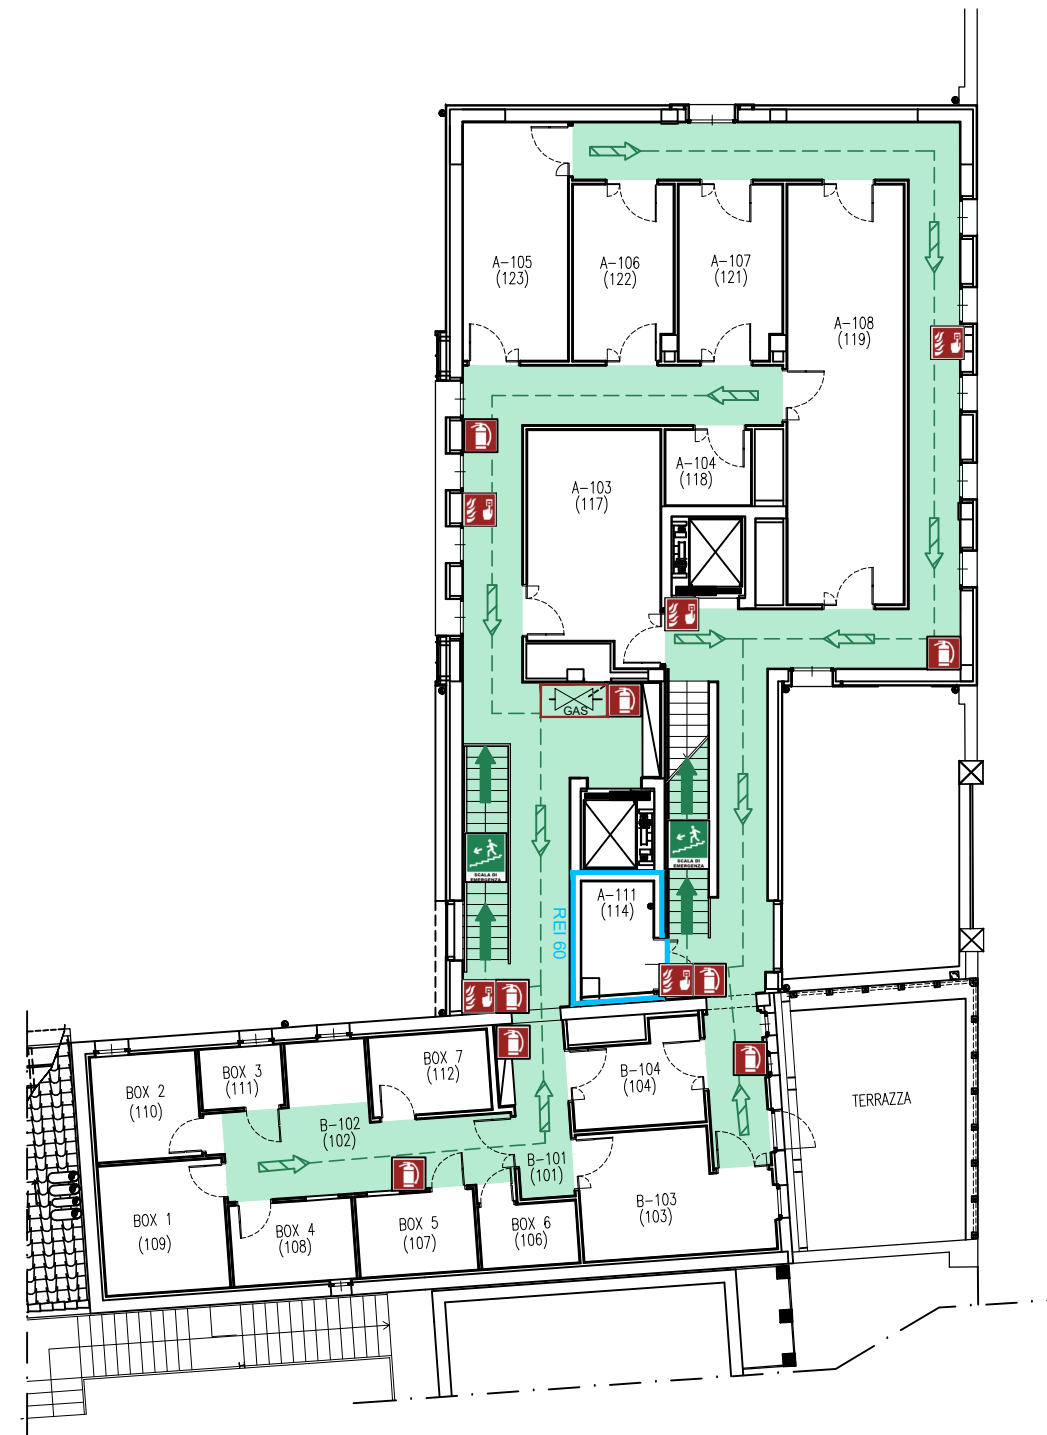 A-105
(123)
A-106
(122)
A-107
(121)
A-108
(119)
A-104
(118)
A-103
(117)
GAS
SCALA DI
EMERGENZA
SCALA DI
EMERGENZA
A-111
(114)
REI 60
BOX 7
(112)
BOX 3
(111)
BOX 2
(110)
B-104
(104)
TERRAZZA
B-102
(102)
B-101
(101)
B-103
(103)
BOX 1
(109)
BOX 4
(108)
BOX 5
(107)
BOX 6
(106)